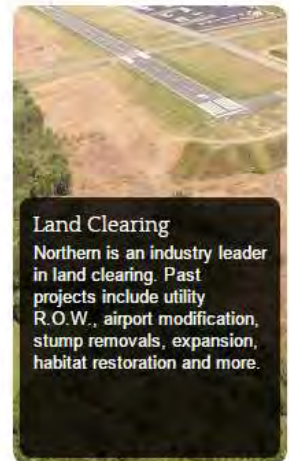 Land Clearing
Northern is an industry leader
in land clearing. Past
projects include utility
R.O.W., airport modification,
stump removals, expansion,
habitat restoration and more.